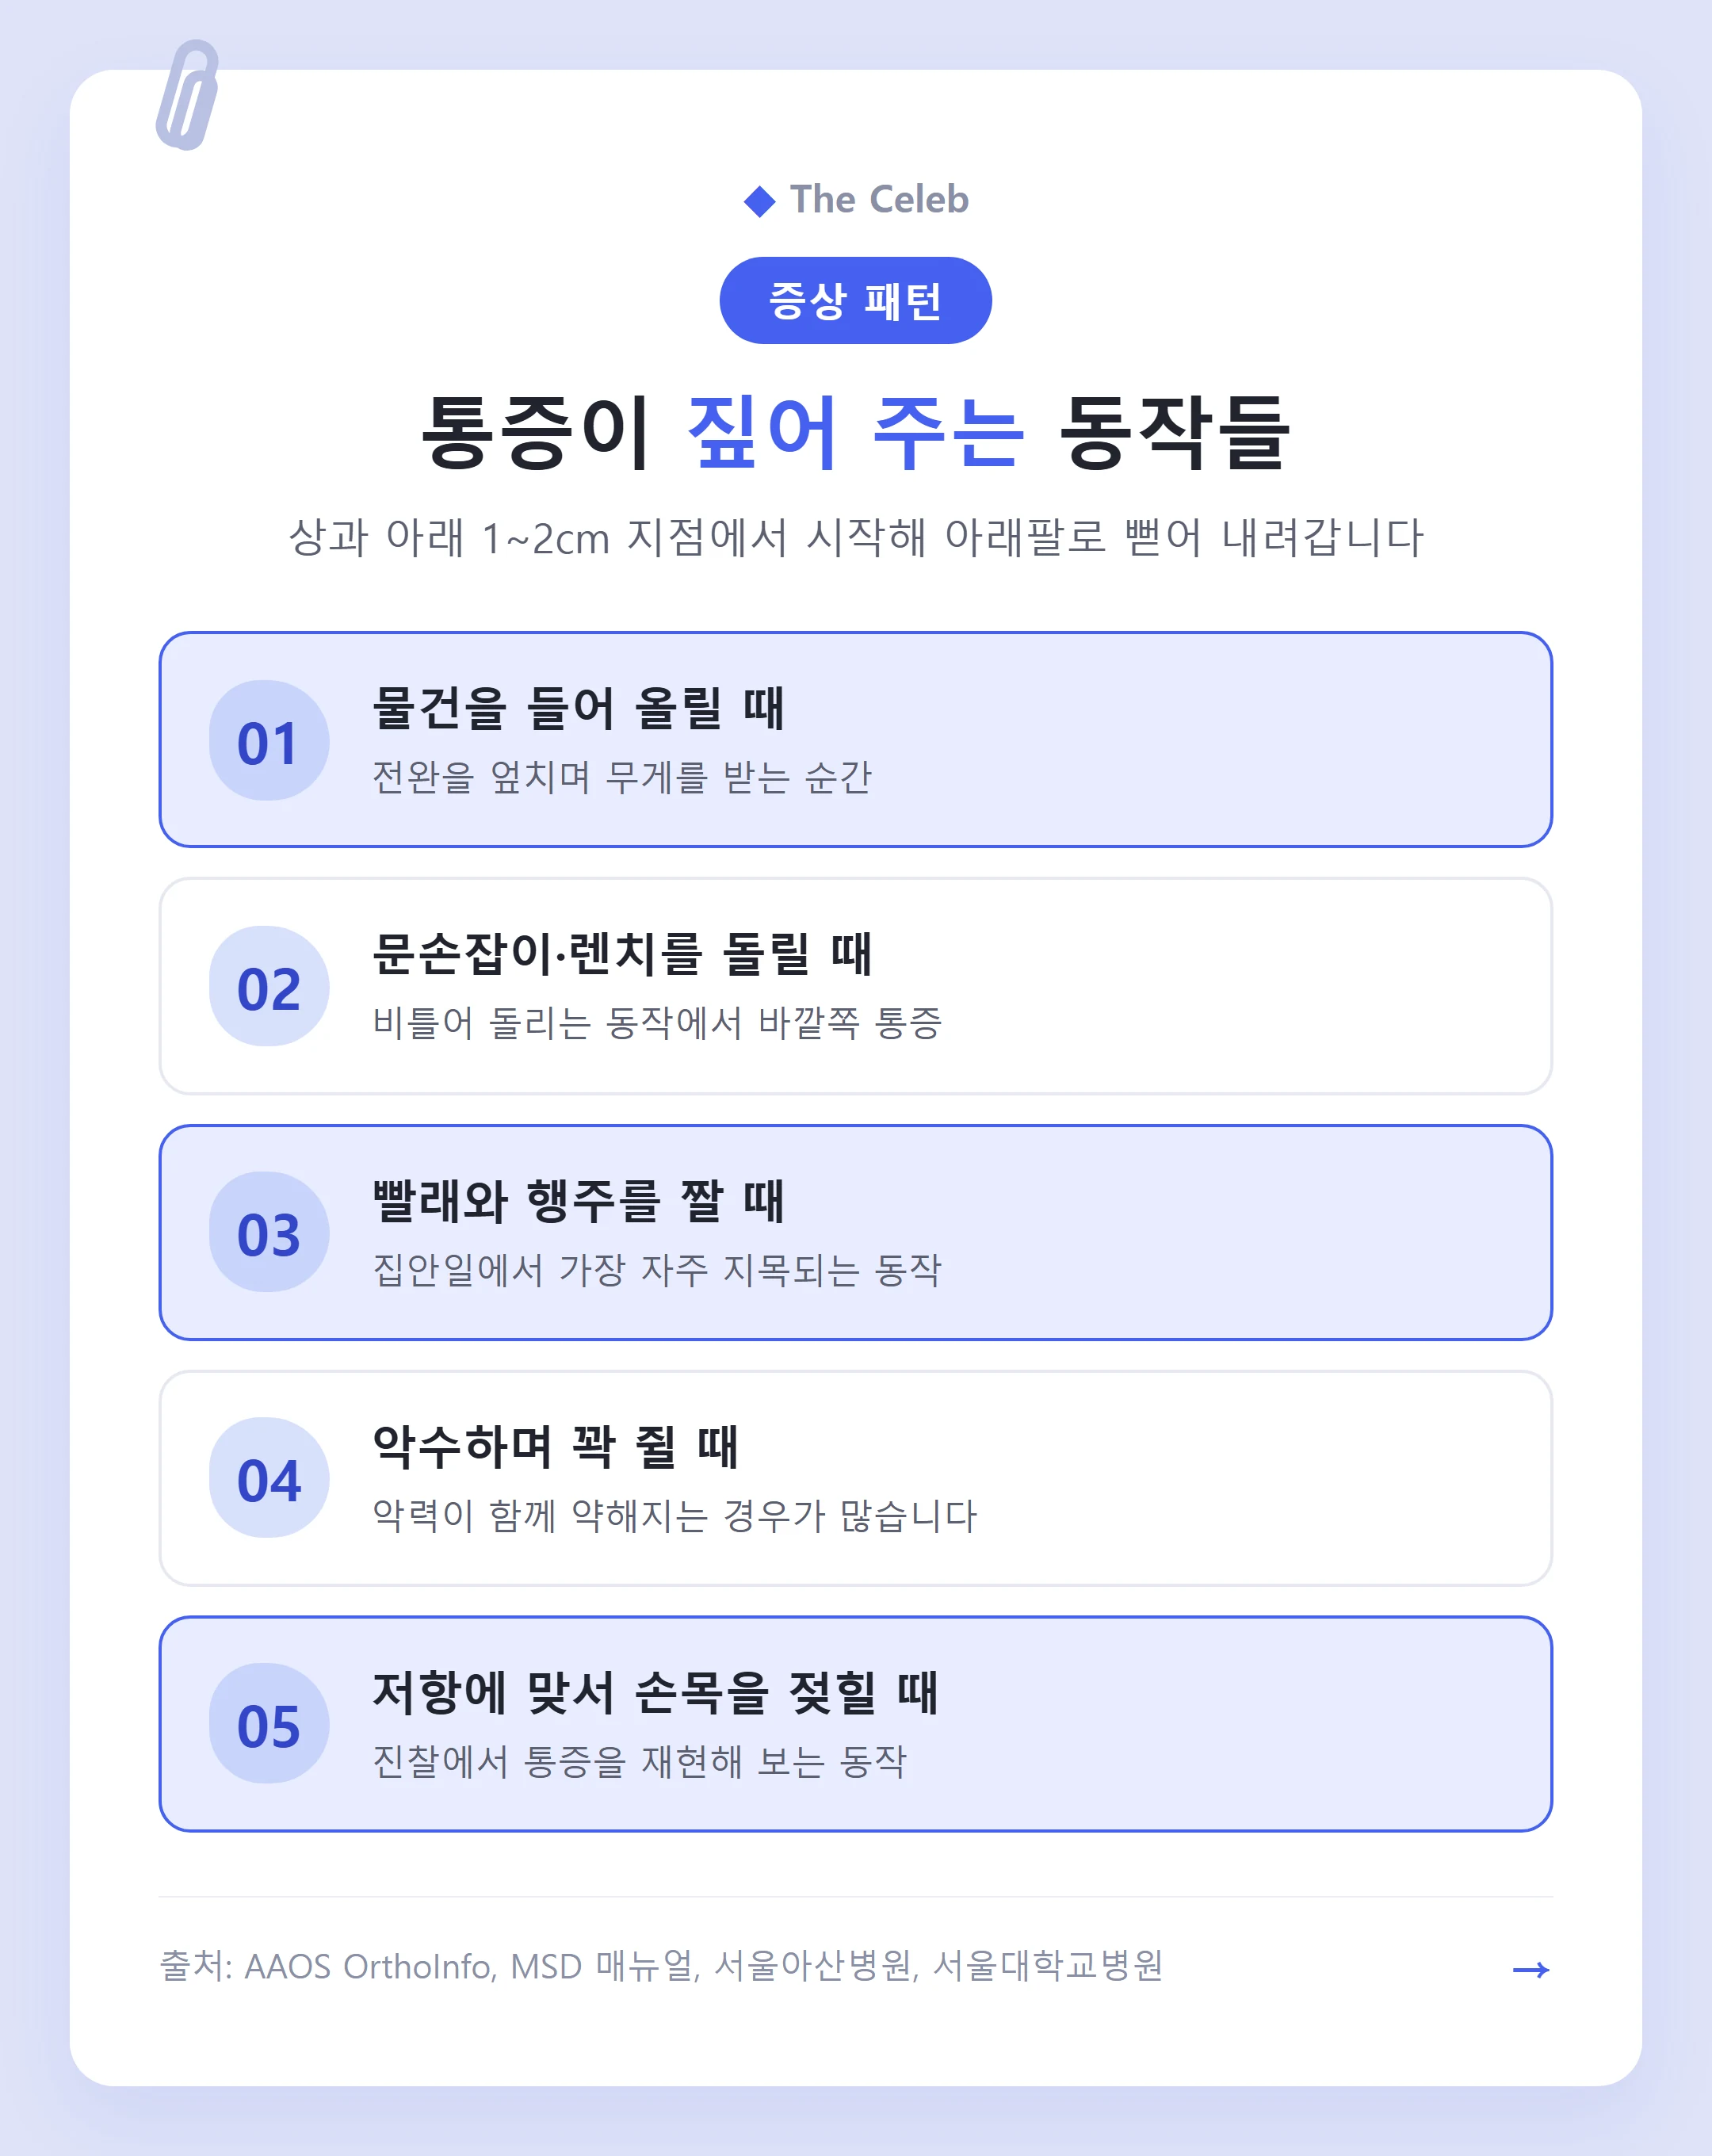 The Celeb
증상 패턴
통증이 짚어 주는 동작들
상과 아래 1~2cm 지점에서 시작해 아래팔로 뻗어 내려갑니다
01
물건을 들어 올릴 때
전완을 엎치며 무게를 받는 순간
02
문손잡이·렌치를 돌릴 때
비틀어 돌리는 동작에서 바깥쪽 통증
03
빨래와 행주를 짤 때
집안일에서 가장 자주 지목되는 동작
04
악수하며 꽉 쥘 때
악력이 함께 약해지는 경우가 많습니다
05
저항에 맞서 손목을 젖힐 때
진찰에서 통증을 재현해 보는 동작
출처: AAOS OrthoInfo, MSD 매뉴얼, 서울아산병원, 서울대학교병원 →